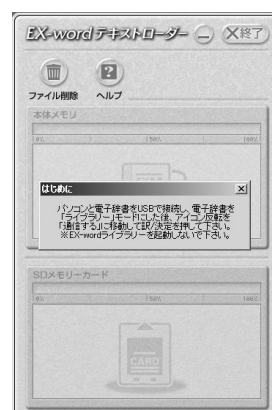 EX-word テキストローダー
終了
ファイル削除 ヘルプ
本体メモリ
0% 50% 100%
はじめに
パソコンと電子辞書をUSBで接続し、電子辞書を
「ライブラリー」モードにした後、アイコン反転を
「通信する」に移動して訳/決定を押して下さい。
※EX-wordライブラリーを起動しないで下さい。
SDメモリーカード
0% 50% 100%
CARD